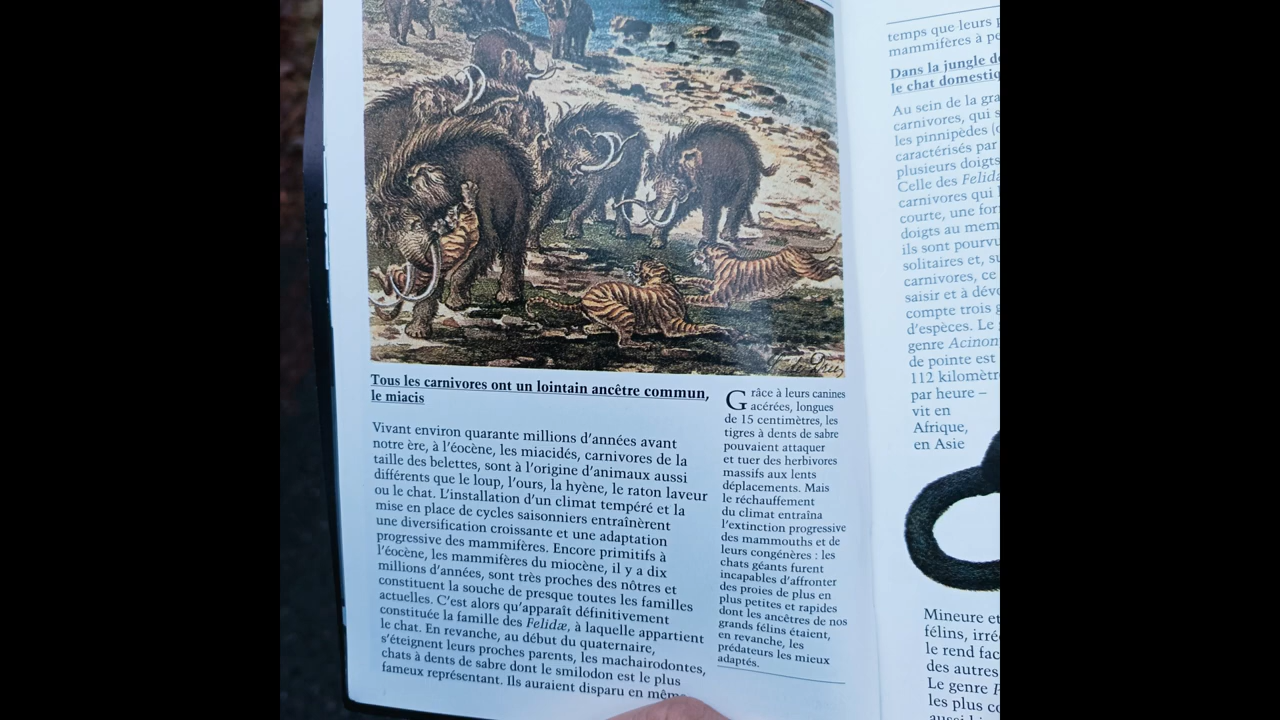 Tous les carnivores ont un lointain ancêtre commun,
le miacis
Vivant environ quarante millions d'années avant
notre ère, à l'éocène, les miacidés, carnivores de la
taille des belettes, sont à l'origine d'animaux aussi
différents que le loup, l'ours, la hyène, le raton laveur
ou le chat. L'installation d'un climat tempéré et la
mise en place de cycles saisonniers entraînèrent
une diversification croissante et une adaptation
progressive des mammifères. Encore primitifs à
l'éocène, les mammifères du miocène, il y a dix
millions d'années, sont très proches des nôtres et
constituent la souche de presque toutes les familles
actuelles. C'est alors qu'apparaît définitivement
constituée la famille des Felidæ, à laquelle appartient
le chat. En revanche, au début du quaternaire,
s'éteignent leurs proches parents, les machairodontes,
chats à dents de sabre dont le smilodon est le plus
fameux représentant. Ils auraient disparu en même
Grâce à leurs canines
acérées, longues
de 15 centimètres, les
tigres à dents de sabre
pouvaient attaquer
et tuer des herbivores
massifs aux lents
déplacements. Mais
le réchauffement
du climat entraîna
l'extinction progressive
des mammouths et de
leurs congénères : les
chats géants furent
incapables d'affronter
des proies de plus en
plus petites et rapides
dont les ancêtres de nos
grands félins étaient,
en revanche, les
prédateurs les mieux
adaptés.
temps que leurs
mammifères à
Dans la jungle
le chat
Au sein de la
carnivores, qui
les pinnipèdes
caractérisés par
plusieurs doigts
Celle des
carnivores qui
courte, une
doigts au
ils sont
solitaires et,
carnivores, ce
saisir et à
compte trois
d'espèces. Le
genre
de pointe est
112
par heure –
vit en
Afrique,
en Asie
Mineure et
félins,
le rend
des autres
Le genre
les plus